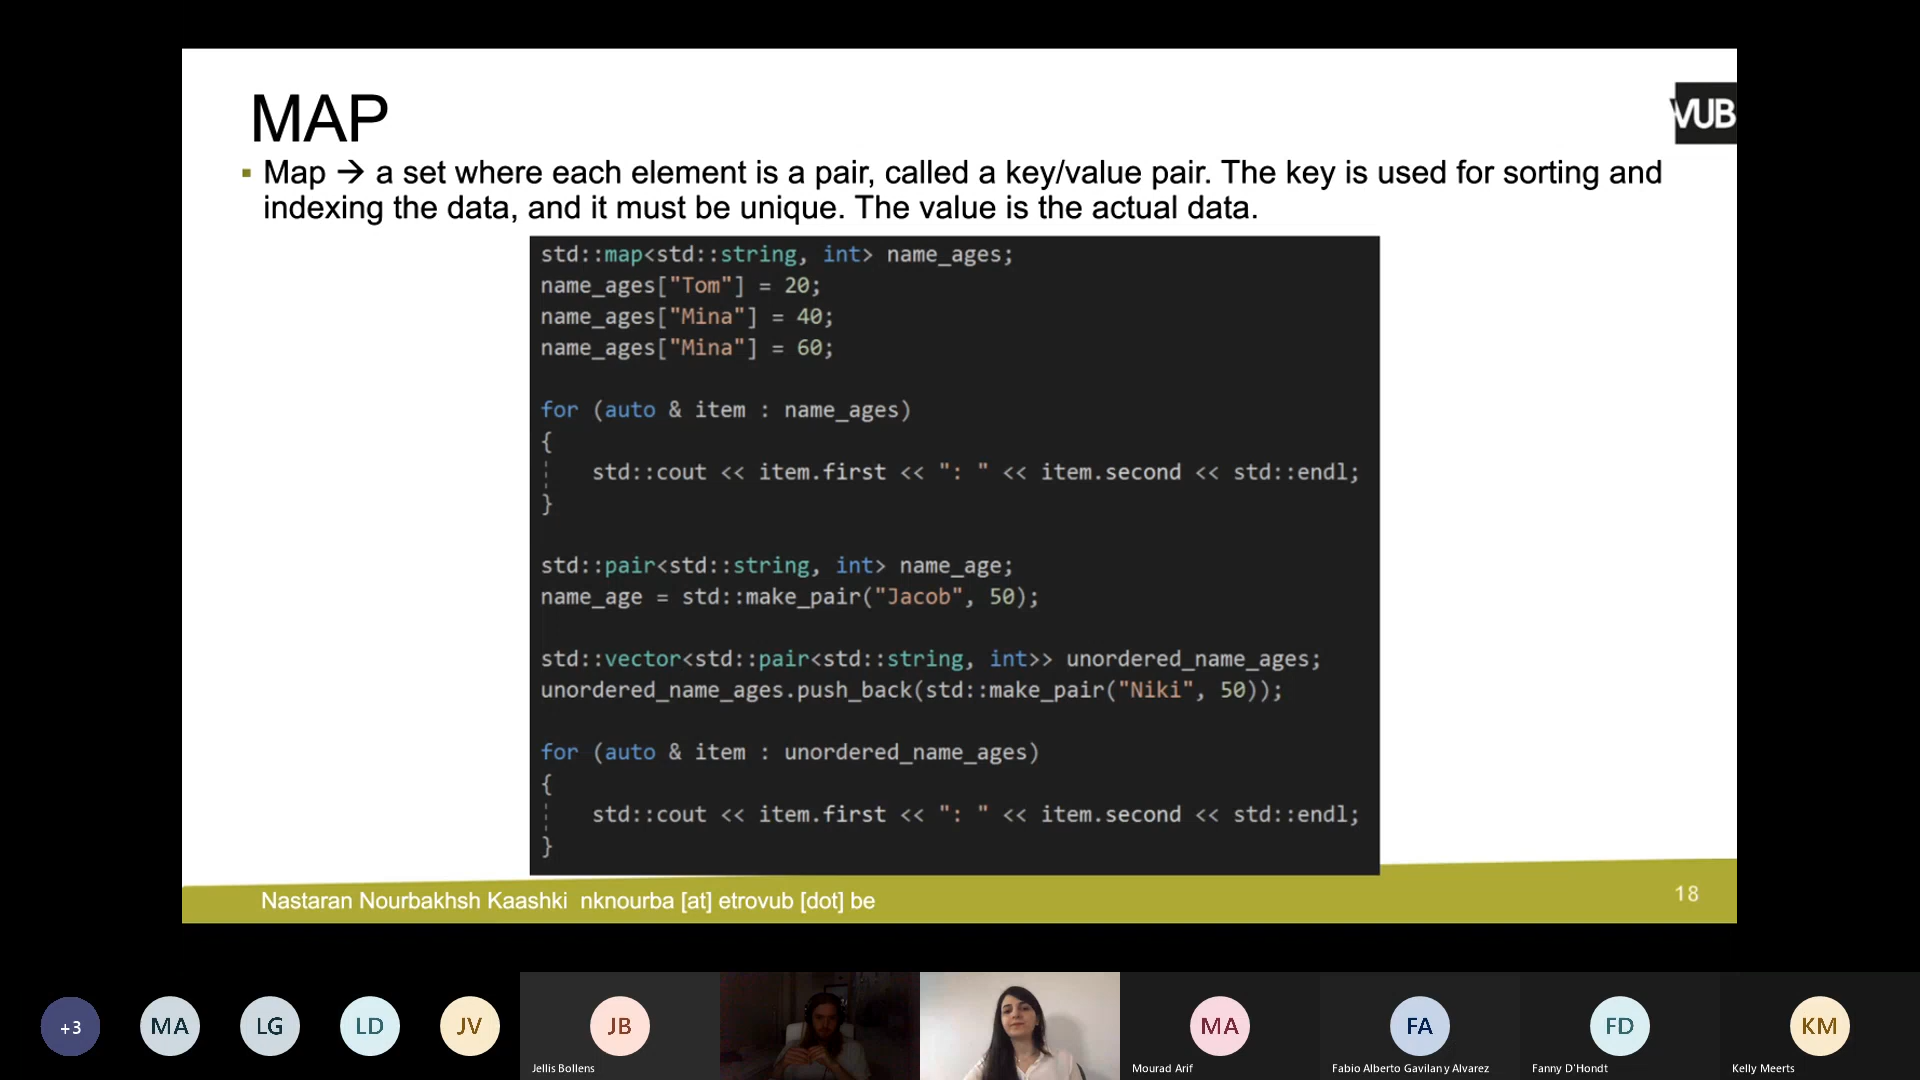 MAP
VUB
▪ Map → a set where each element is a pair, called a key/value pair. The key is used for sorting and
indexing the data, and it must be unique. The value is the actual data.
std::map<std::string, int> name_ages;
name_ages["Tom"] = 20;
name_ages["Mina"] = 40;
name_ages["Mina"] = 60;
for (auto & item : name_ages)
{
    std::cout << item.first << ": " << item.second << std::endl;
}
std::pair<std::string, int> name_age;
name_age = std::make_pair("Jacob", 50);
std::vector<std::pair<std::string, int>> unordered_name_ages;
unordered_name_ages.push_back(std::make_pair("Niki", 50));
for (auto & item : unordered_name_ages)
{
    std::cout << item.first << ": " << item.second << std::endl;
}
Nastaran Nourbakhsh Kaashki nknourba [at] etrovub [dot] be
18
+3
MA
LG
LD
JV
JB
Jellis Bollens
MA
Mourad Arif
FA
Fabio Alberto Gavilan y Alvarez
FD
Fanny D'Hondt
KM
Kelly Meerts